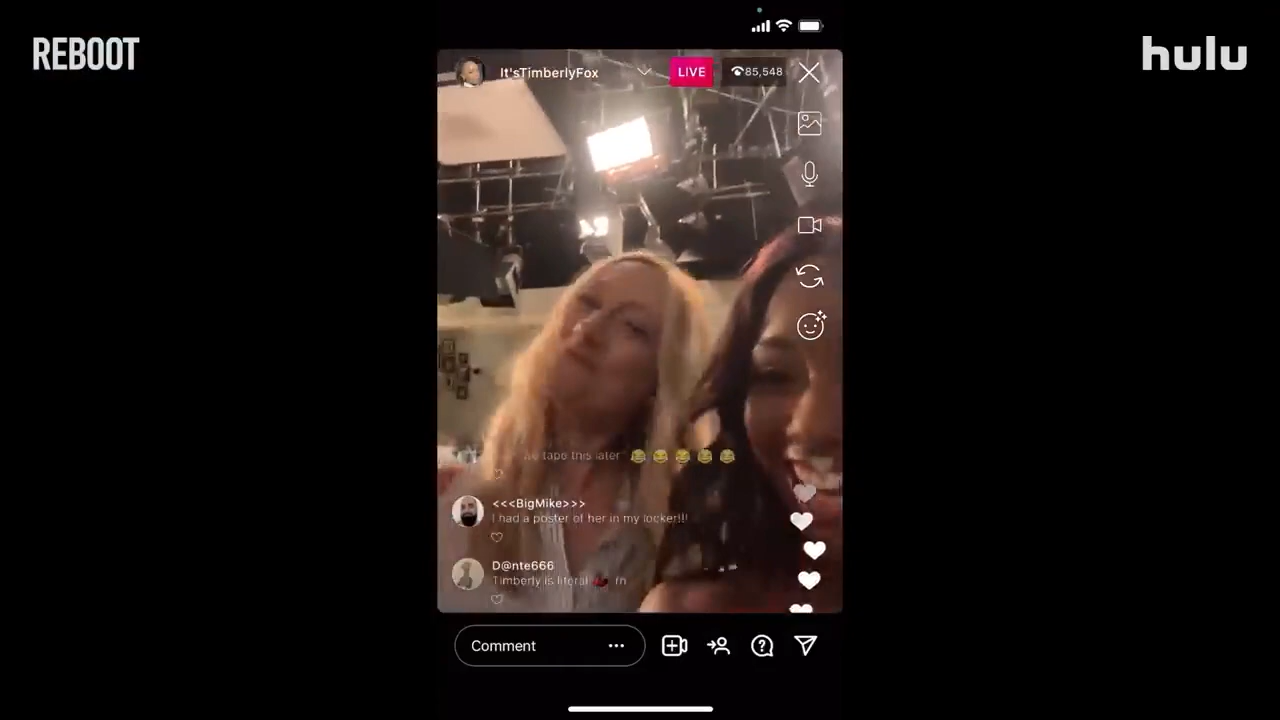 REBOOT
hulu
It'sTimberlyFox
LIVE
85,548
tape this later" 😂😂😂😂😂
<<<BigMike>>>
I had a poster of her in my locker!!!
D@nte666
Timberly is literal rn
Comment